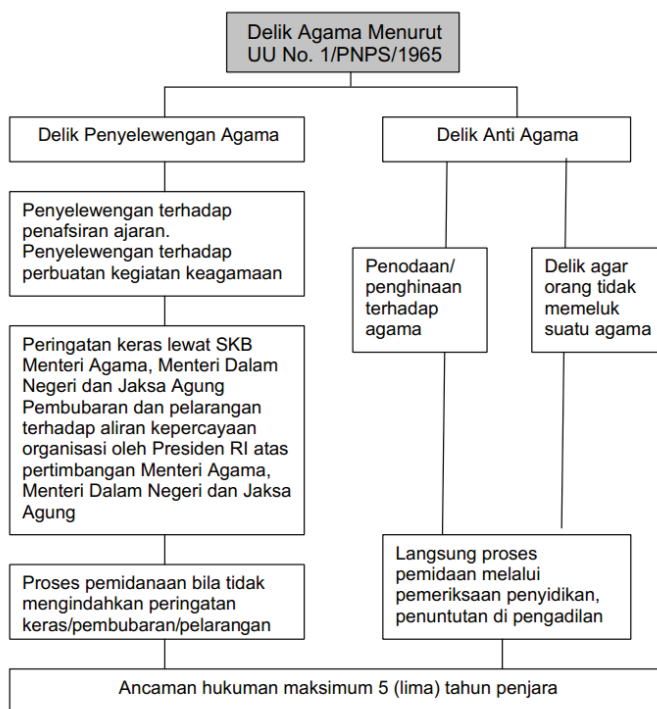 Delik Agama Menurut
UU No. 1/PNPS/1965
Delik Penyelewengan Agama
Delik Anti Agama
Penyelewengan terhadap
penafsiran ajaran.
Penyelewengan terhadap
perbuatan kegiatan keagamaan
Penodaan/
penghinaan
terhadap
agama
Delik agar
orang tidak
memeluk
suatu agama
Peringatan keras lewat SKB
Menteri Agama, Menteri Dalam
Negeri dan Jaksa Agung
Pembubaran dan pelarangan
terhadap aliran kepercayaan
organisasi oleh Presiden RI atas
pertimbangan Menteri Agama,
Menteri Dalam Negeri dan Jaksa
Agung
Proses pemidanaan bila tidak
mengindahkan peringatan
keras/pembubaran/pelarangan
Langsung proses
pemidaan melalui
pemeriksaan penyidikan,
penuntutan di pengadilan
Ancaman hukuman maksimum 5 (lima) tahun penjara